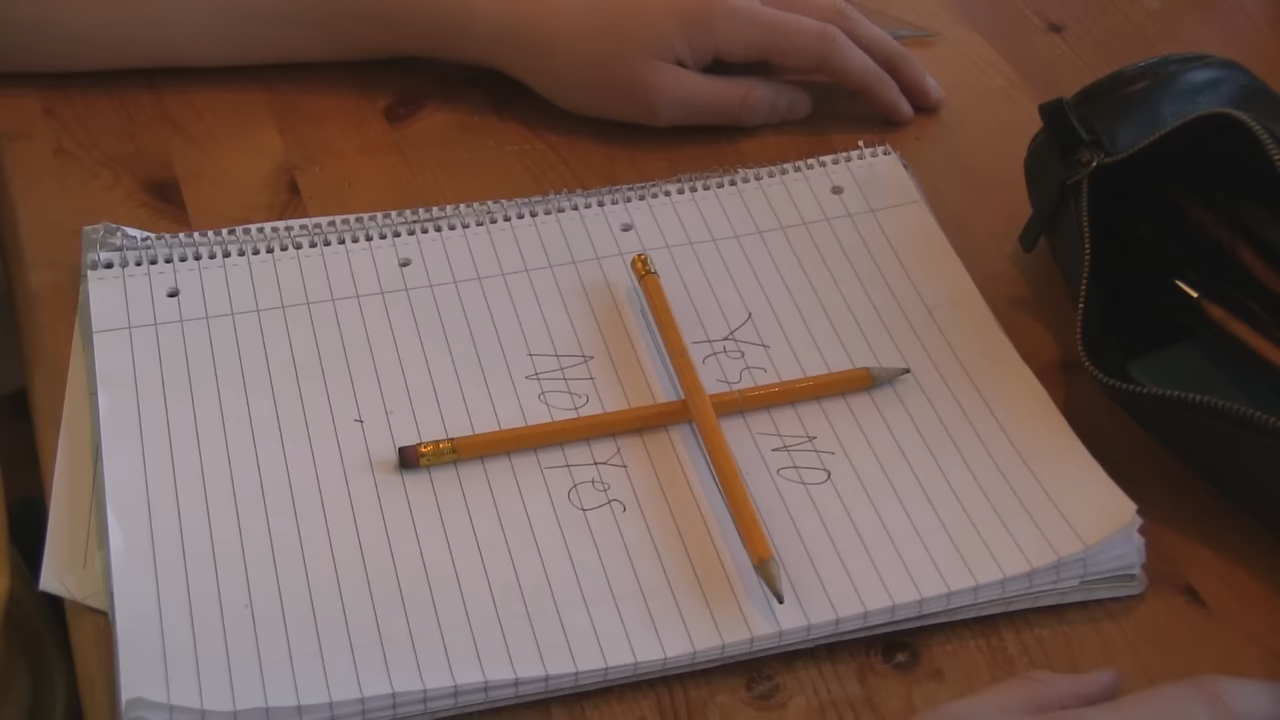 Yes NO
NO Yes